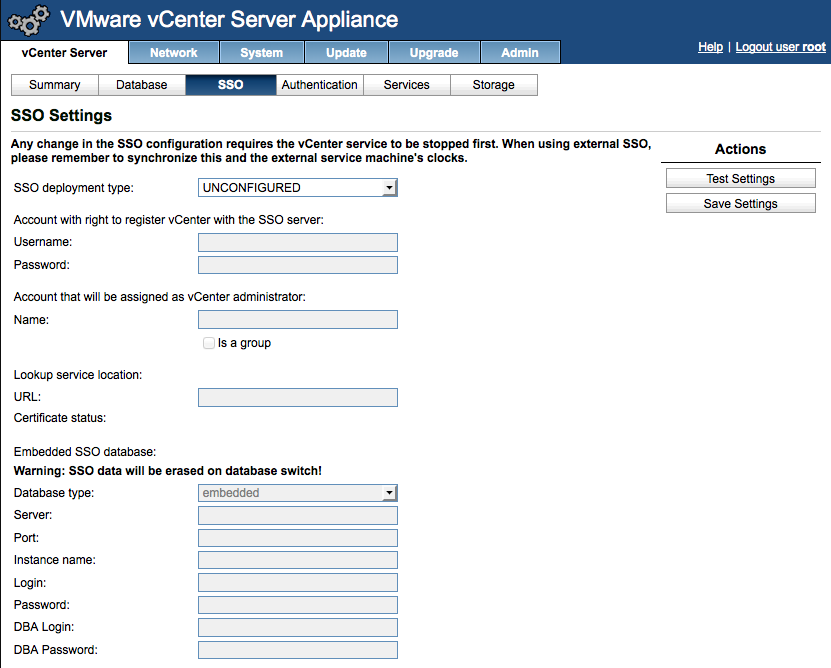 VMware vCenter Server Appliance
vCenter Server Network System Update Upgrade Admin
Help | Logout user root
Summary Database SSO Authentication Services Storage
SSO Settings
Any change in the SSO configuration requires the vCenter service to be stopped first. When using external SSO,
please remember to synchronize this and the external service machine's clocks.
Actions
Test Settings
Save Settings
SSO deployment type: UNCONFIGURED
Account with right to register vCenter with the SSO server:
Username:
Password:
Account that will be assigned as vCenter administrator:
Name:
Is a group
Lookup service location:
URL:
Certificate status:
Embedded SSO database:
Warning: SSO data will be erased on database switch!
Database type: embedded
Server:
Port:
Instance name:
Login:
Password:
DBA Login:
DBA Password: